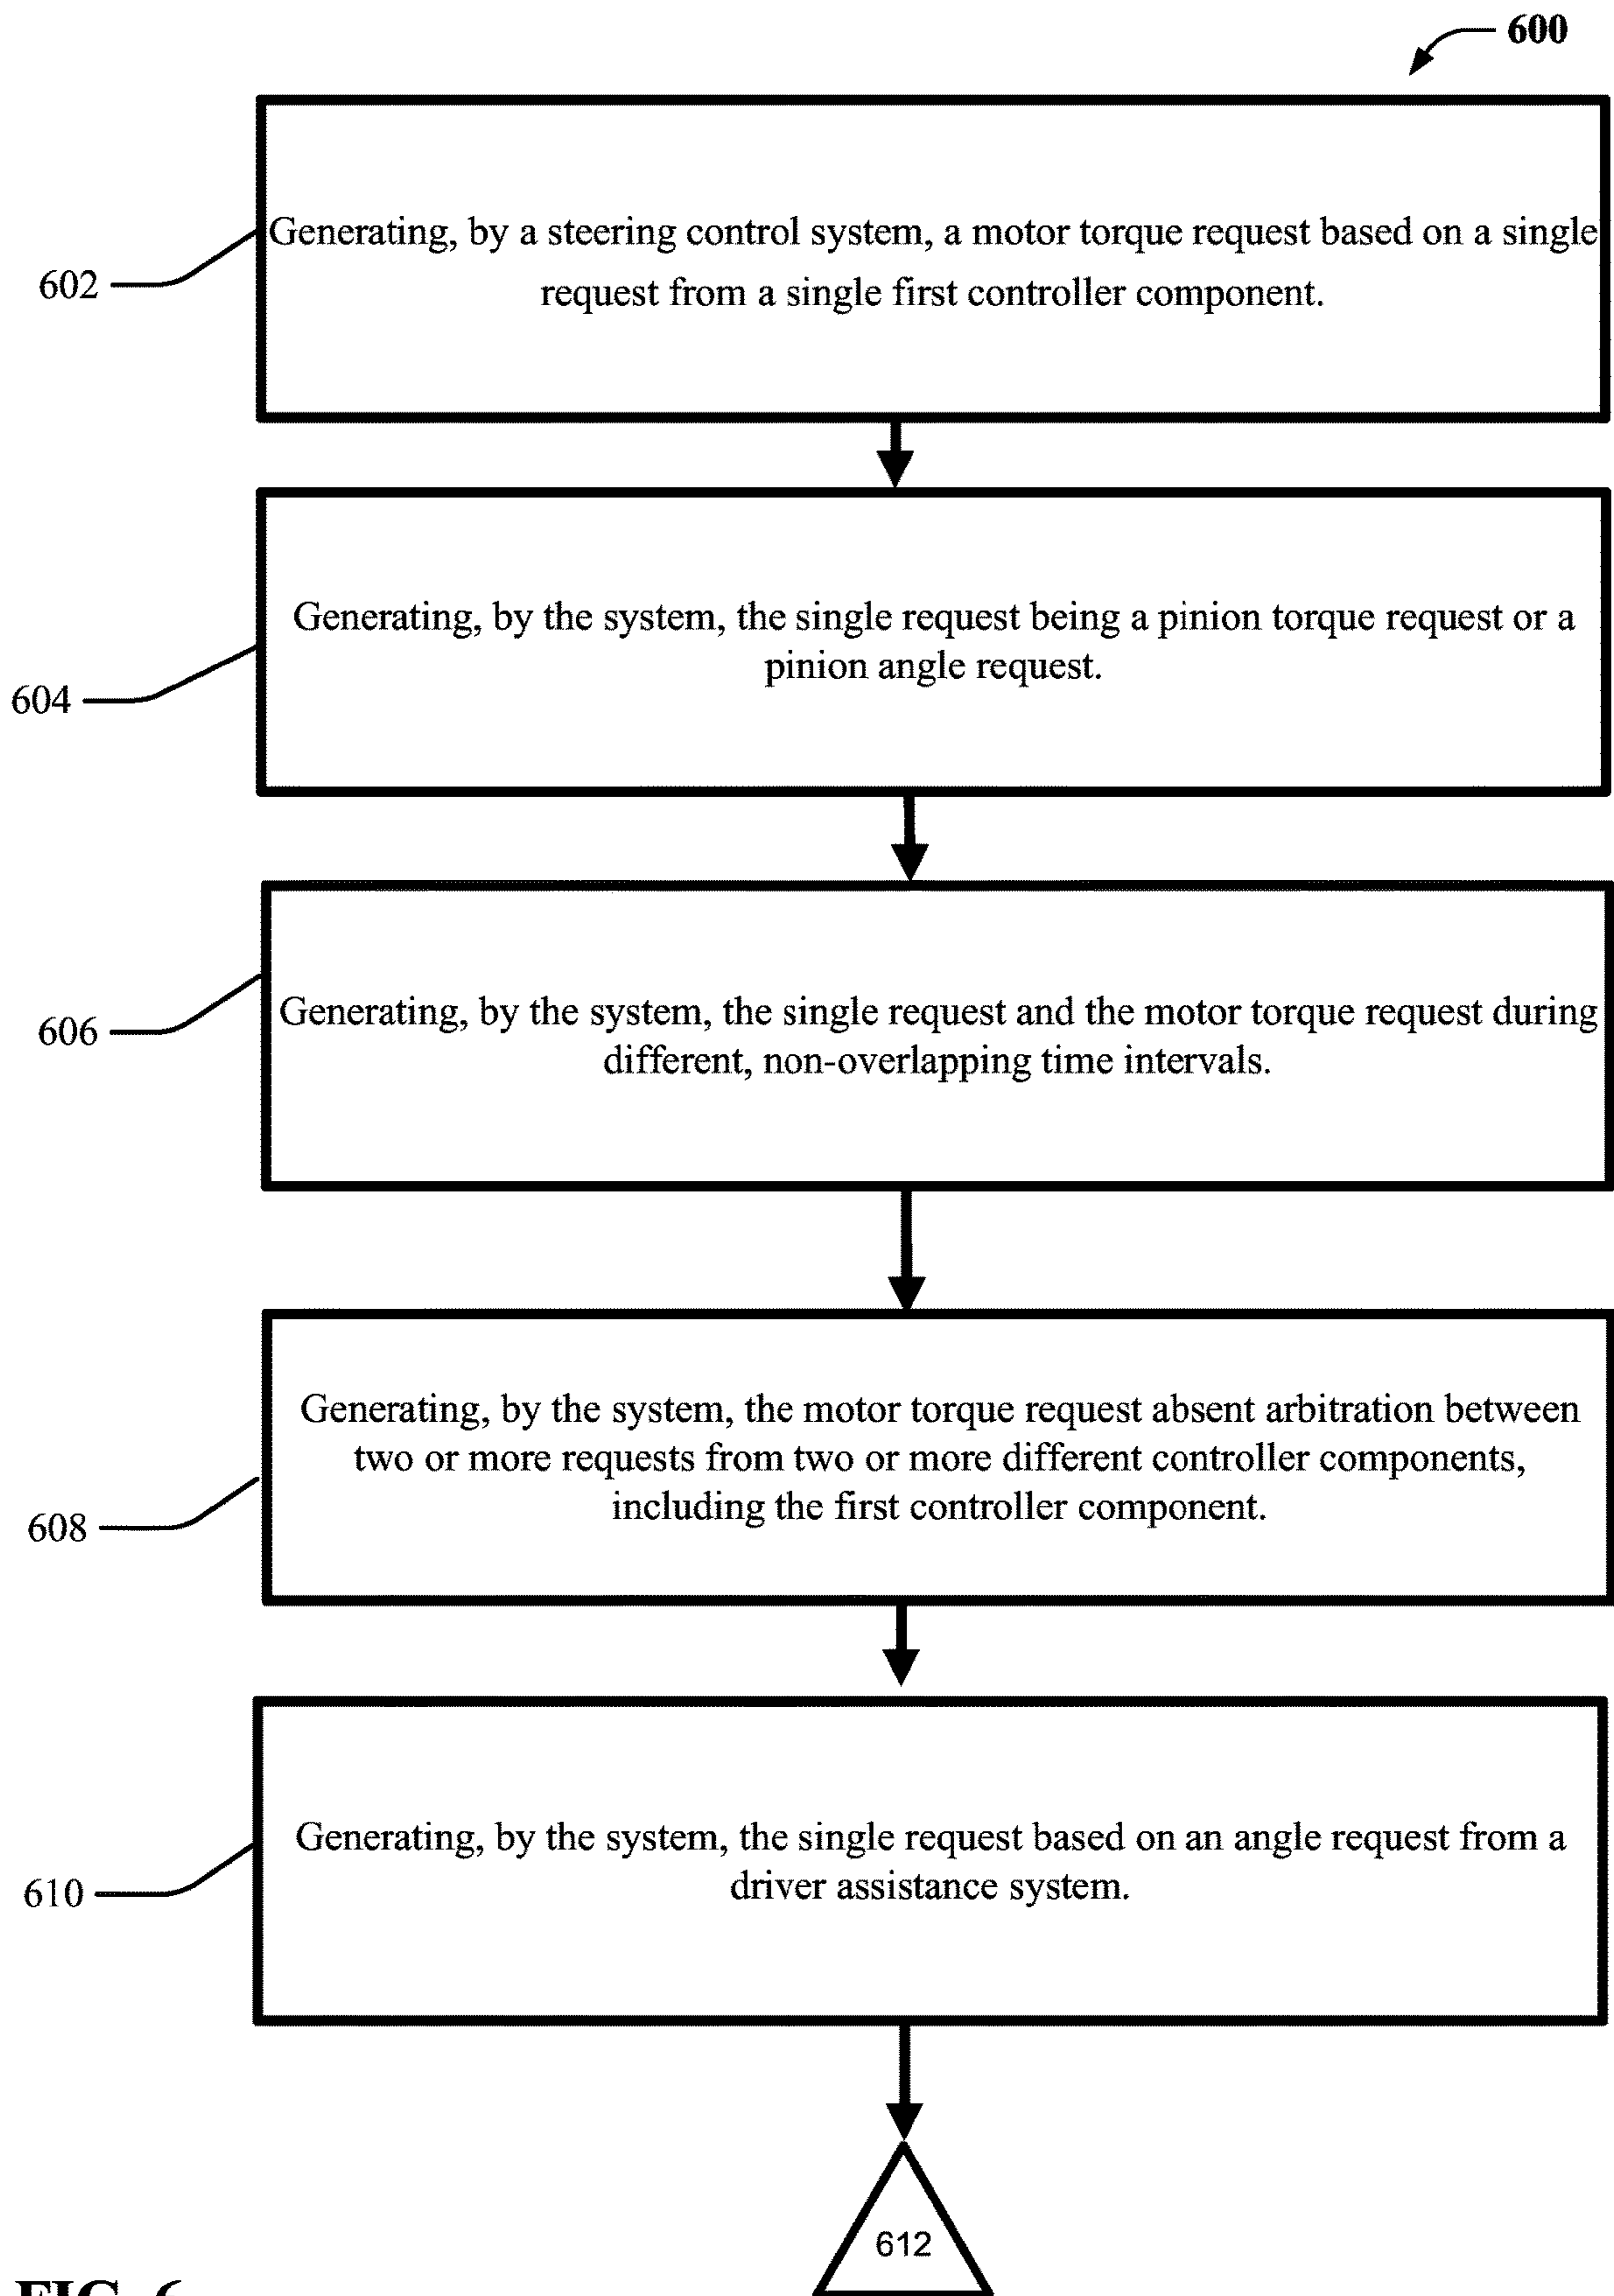 600
Generating, by a steering control system, a motor torque request based on a single
request from a single first controller component.
602
Generating, by the system, the single request being a pinion torque request or a
pinion angle request.
604
Generating, by the system, the single request and the motor torque request during
different, non-overlapping time intervals.
606
Generating, by the system, the motor torque request absent arbitration between
two or more requests from two or more different controller components,
including the first controller component.
608
Generating, by the system, the single request based on an angle request from a
driver assistance system.
610
612
FIG. 6